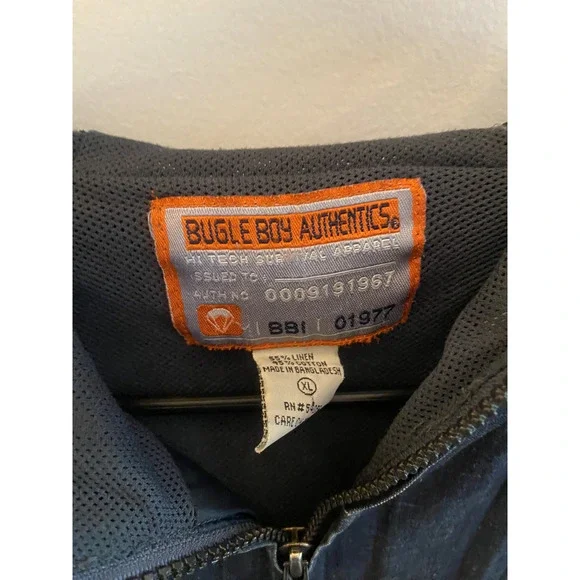 BUGLE BOY AUTHENTICS®
HI TECH SURVIVAL APPAREL
ISSUED TO:
AUTH NO 0009191967
BBI 01977
55% LINEN
45% COTTON
MADE IN BANGLADESH
XL
RN#